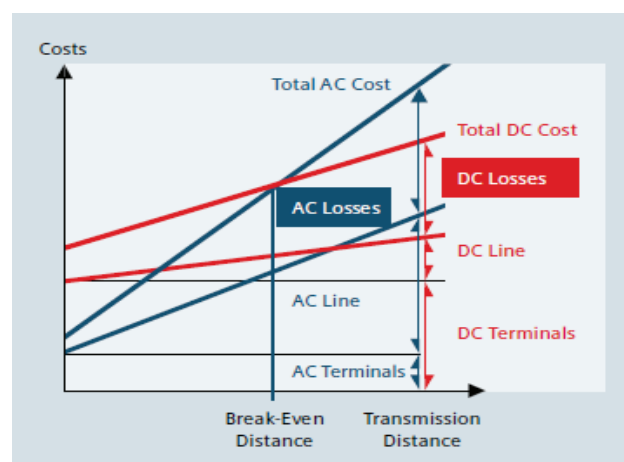 Costs
Total AC Cost
Total DC Cost
DC Losses
AC Losses
DC Line
AC Line
DC Terminals
AC Terminals
Break-Even
Distance
Transmission
Distance